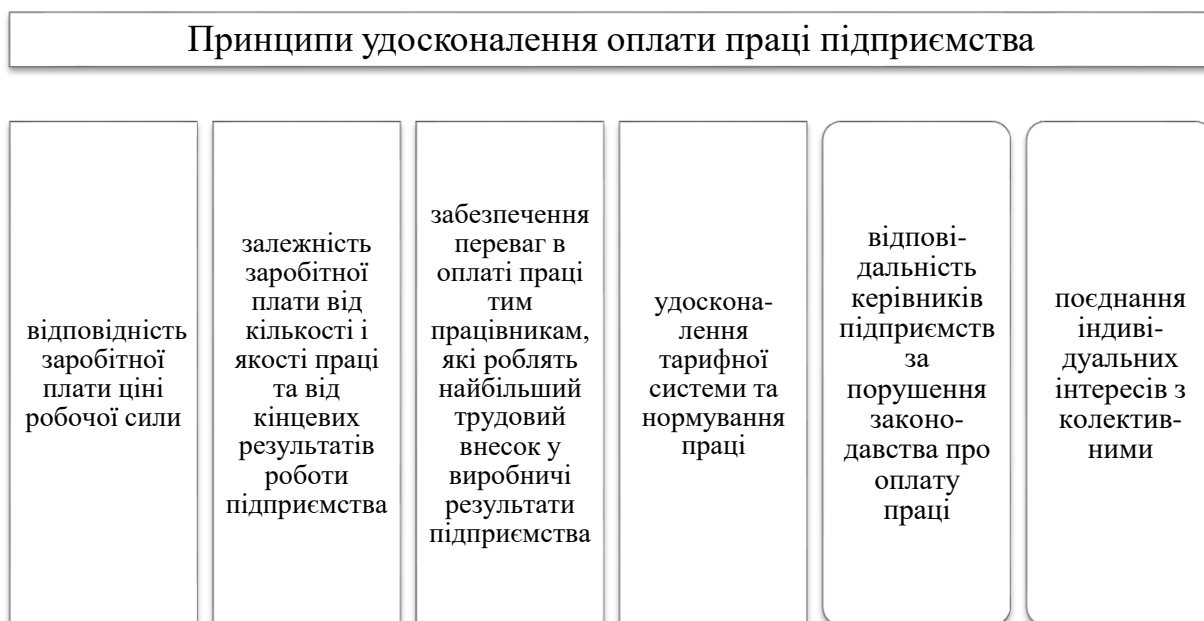 Принципи удосконалення оплати праці підприємства
відповідність
заробітної
плати ціні
робочої сили
залежність
заробітної
плати від
кількості і
якості праці
та від
кінцевих
результатів
роботи
підприємства
забезпечення
переваг в
оплаті праці
тим
працівникам,
які роблять
найбільший
трудовий
внесок у
виробничі
результати
підприємства
удоскона-
лення
тарифної
системи та
нормування
праці
відпові-
дальність
керівників
підприємств
за
порушення
законо-
давства про
оплату
праці
поєднання
індиві-
дуальних
інтересів з
колектив-
ними